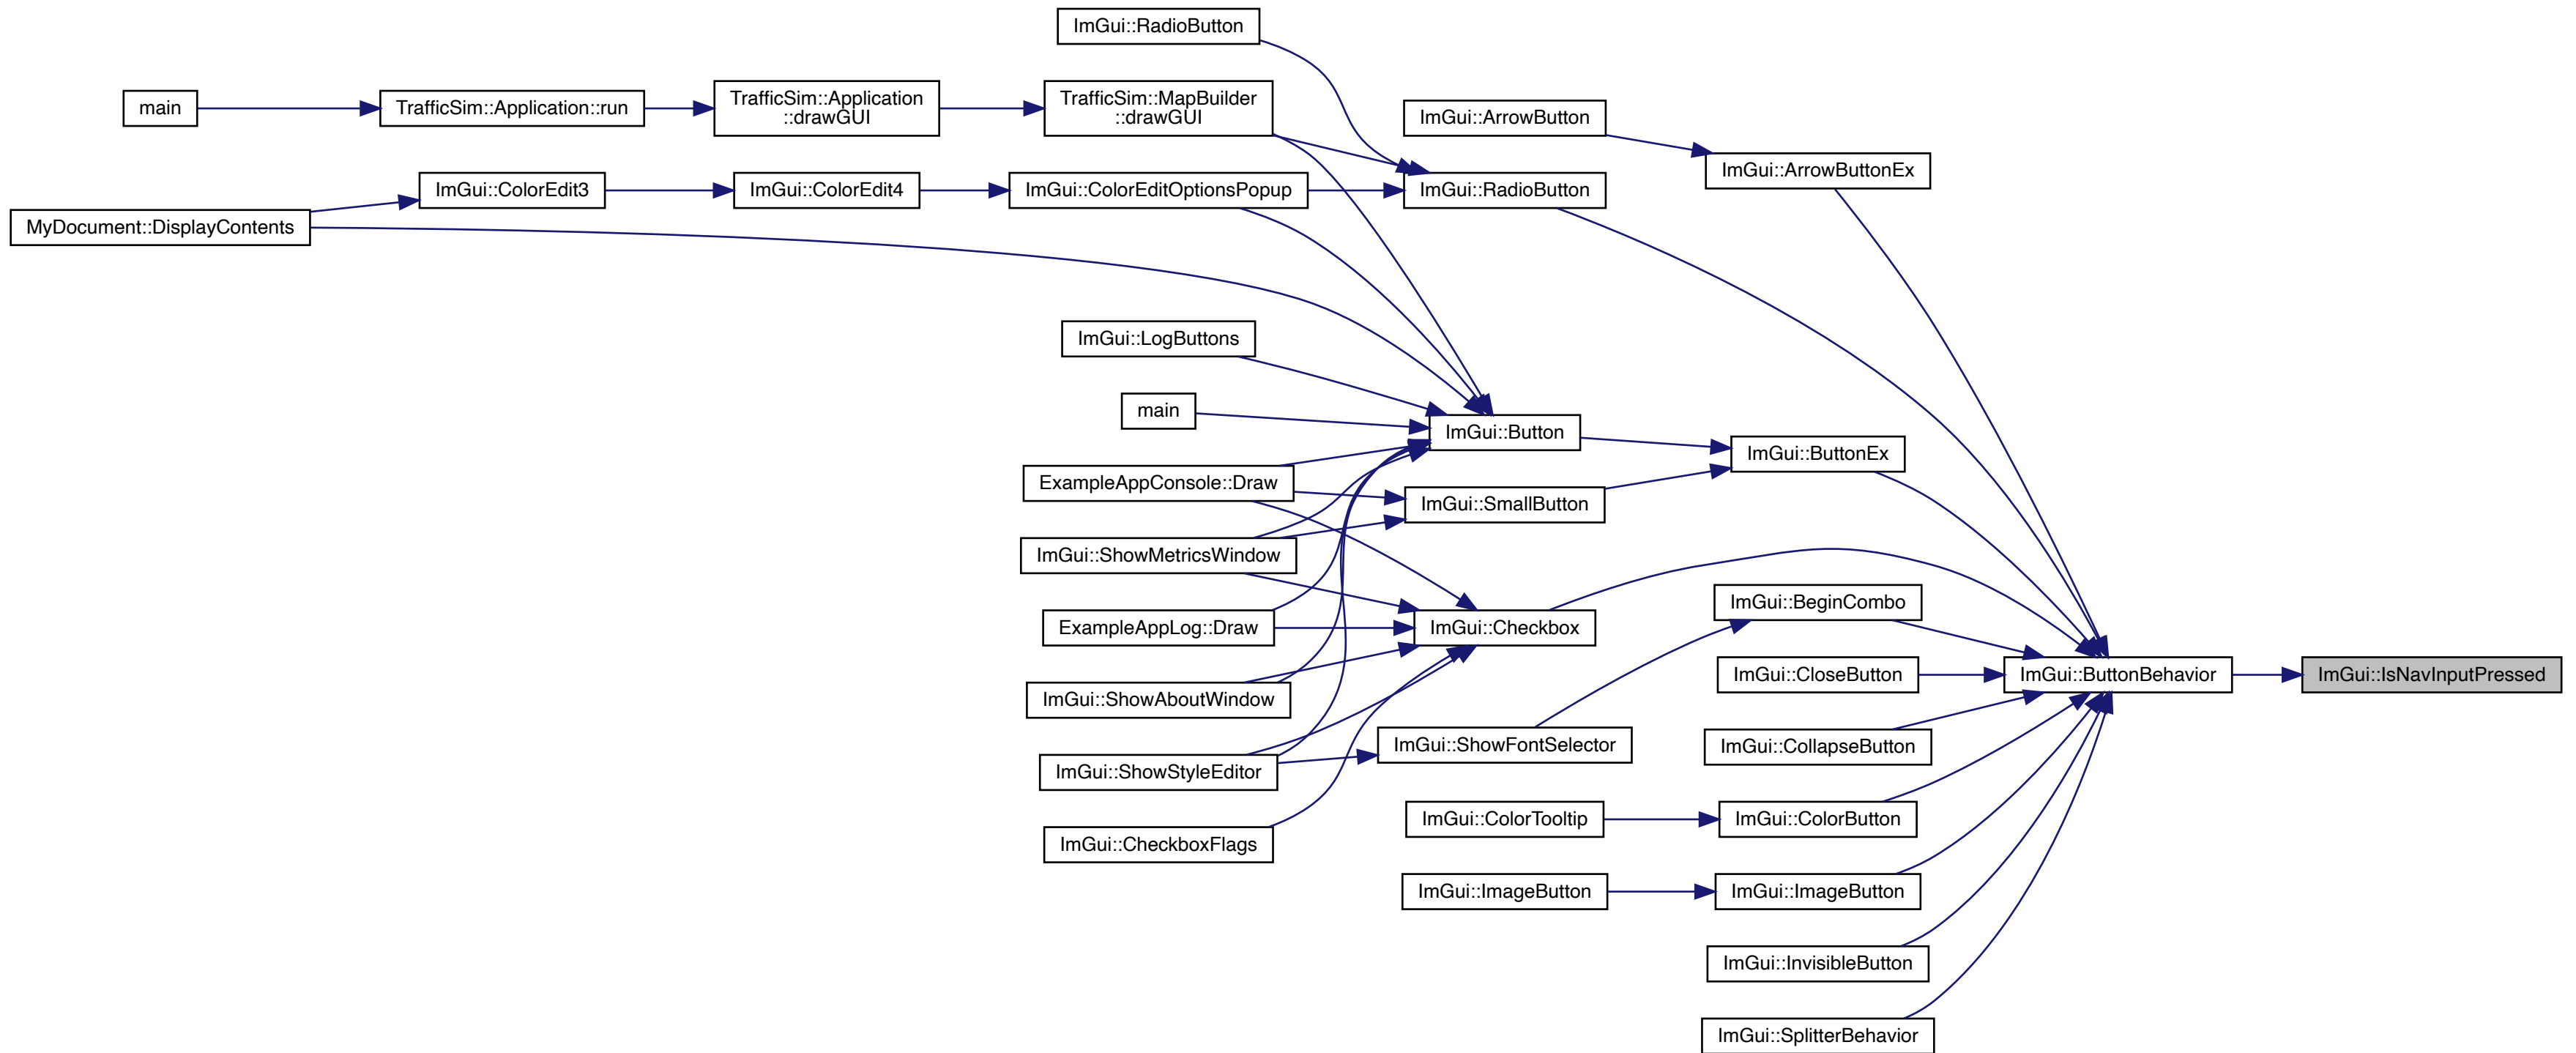 ImGui::RadioButton
main
TrafficSim::Application::run
TrafficSim::Application
::drawGUI
TrafficSim::MapBuilder
::drawGUI
ImGui::ArrowButton
ImGui::ArrowButtonEx
MyDocument::DisplayContents
ImGui::ColorEdit3
ImGui::ColorEdit4
ImGui::ColorEditOptionsPopup
ImGui::RadioButton
ImGui::LogButtons
main
ImGui::Button
ImGui::ButtonEx
ExampleAppConsole::Draw
ImGui::SmallButton
ImGui::ShowMetricsWindow
ImGui::BeginCombo
ExampleAppLog::Draw
ImGui::Checkbox
ImGui::CloseButton
ImGui::ButtonBehavior
ImGui::IsNavInputPressed
ImGui::ShowAboutWindow
ImGui::ShowFontSelector
ImGui::CollapseButton
ImGui::ShowStyleEditor
ImGui::ColorTooltip
ImGui::ColorButton
ImGui::CheckboxFlags
ImGui::ImageButton
ImGui::ImageButton
ImGui::InvisibleButton
ImGui::SplitterBehavior